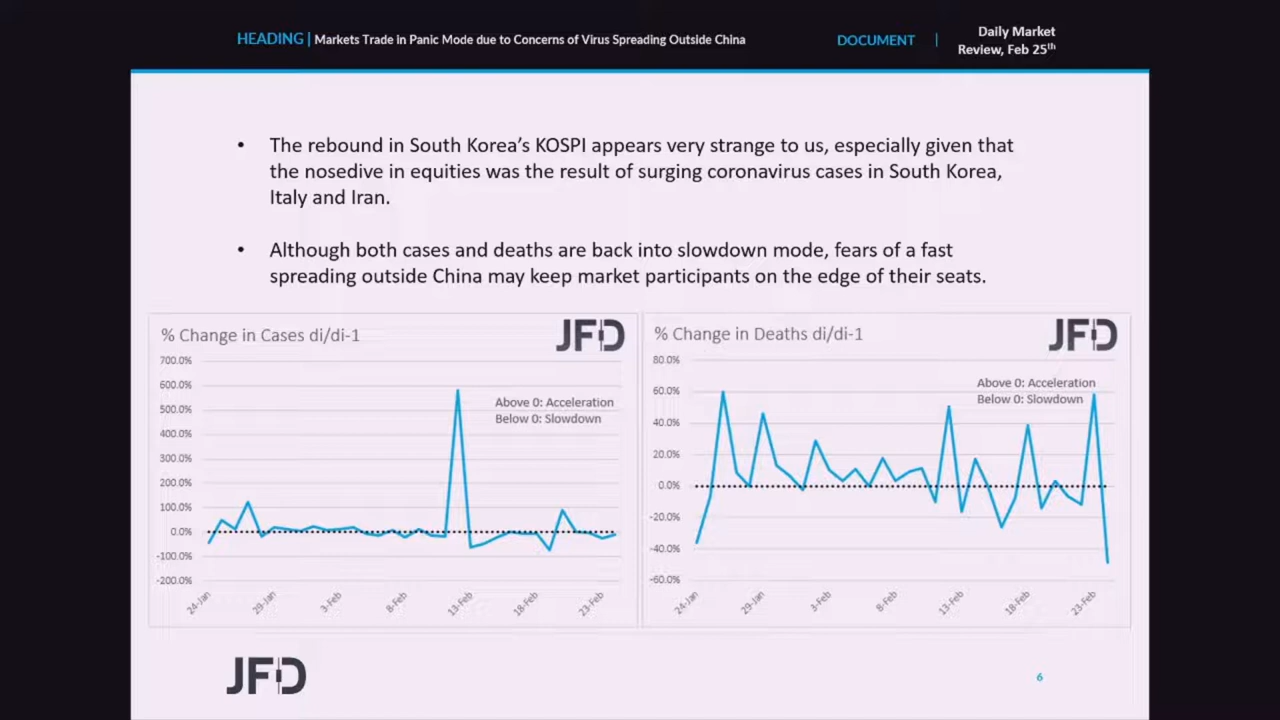 HEADING | Markets Trade in Panic Mode due to Concerns of Virus Spreading Outside China
DOCUMENT |
Daily Market
Review, Feb 25th
• The rebound in South Korea's KOSPI appears very strange to us, especially given that
the nosedive in equities was the result of surging coronavirus cases in South Korea,
Italy and Iran.
• Although both cases and deaths are back into slowdown mode, fears of a fast
spreading outside China may keep market participants on the edge of their seats.
% Change in Cases di/di-1
JFD
700.0%
600.0%
500.0%
400.0%
300.0%
200.0%
100.0%
0.0%
-100.0%
-200.0%
Above 0: Acceleration
Below 0: Slowdown
24-Jan
29-Jan
3-Feb
8-Feb
13-Feb
18-Feb
23-Feb
% Change in Deaths di/di-1
JFD
80.0%
60.0%
40.0%
20.0%
0.0%
-20.0%
-40.0%
-60.0%
Above 0: Acceleration
Below 0: Slowdown
24-Jan
29-Jan
3-Feb
8-Feb
13-Feb
18-Feb
23-Feb
JFD
6